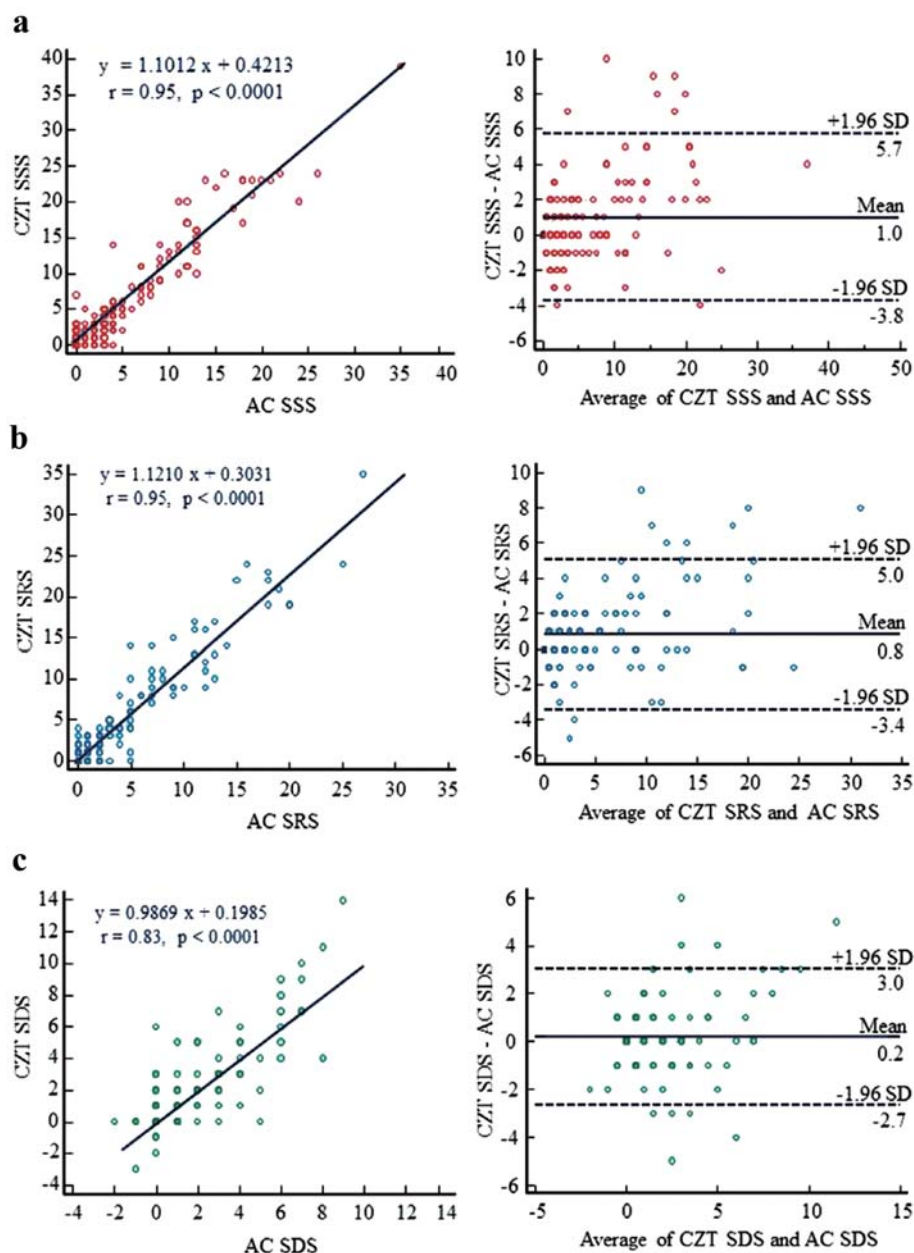 a
y = 1.1012 x + 0.4213
r = 0.95, p < 0.0001
CZT SSS
40
35
30
25
20
15
10
5
0
0 5 10 15 20 25 30 35 40
AC SSS
CZT SSS - AC SSS
10
8
6
4
2
0
-2
-4
-6
+1.96 SD
5.7
Mean
1.0
-1.96 SD
-3.8
0 10 20 30 40 50
Average of CZT SSS and AC SSS
b
y = 1.1210 x + 0.3031
r = 0.95, p < 0.0001
CZT SRS
35
30
25
20
15
10
5
0
0 5 10 15 20 25 30 35
AC SRS
CZT SRS - AC SRS
10
8
6
4
2
0
-2
-4
-6
+1.96 SD
5.0
Mean
0.8
-1.96 SD
-3.4
0 5 10 15 20 25 30 35
Average of CZT SRS and AC SRS
c
y = 0.9869 x + 0.1985
r = 0.83, p < 0.0001
CZT SDS
14
12
10
8
6
4
2
0
-2
-4
-4 -2 0 2 4 6 8 10 12 14
AC SDS
CZT SDS - AC SDS
6
4
2
0
-2
-4
-6
+1.96 SD
3.0
Mean
0.2
-1.96 SD
-2.7
-5 0 5 10 15
Average of CZT SDS and AC SDS